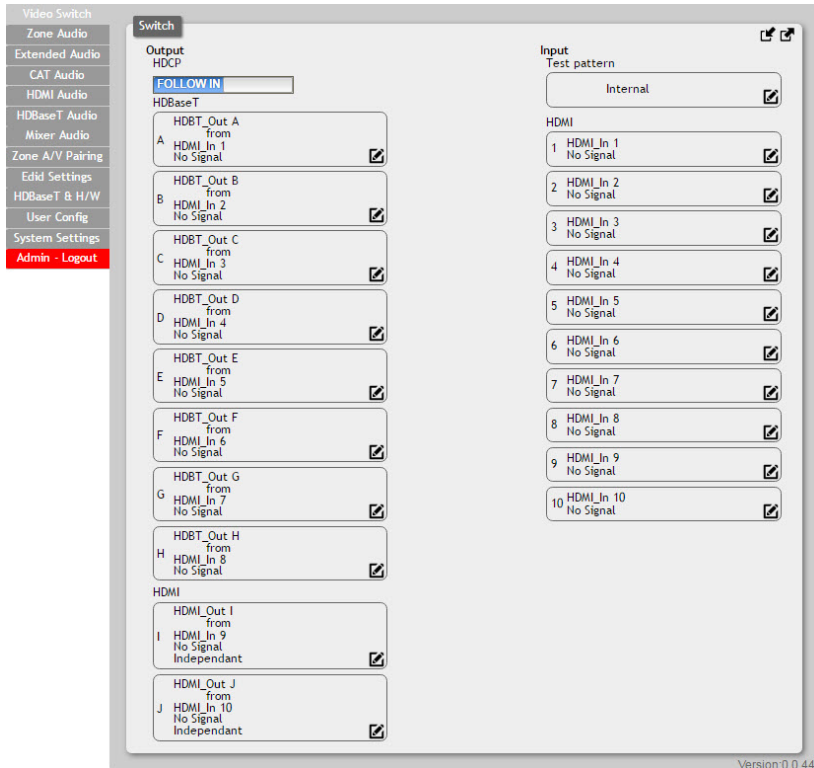 Video Switch
Zone Audio
Extended Audio
CAT Audio
HDMI Audio
HDBaseT Audio
Mixer Audio
Zone A/V Pairing
Edid Settings
HDBaseT & H/W
User Config
System Settings
Admin - Logout
Switch
Output
HDCP
FOLLOW IN
HDBaseT
A
HDBT_Out A
from
HDMI_In 1
No Signal
B
HDBT_Out B
from
HDMI_In 2
No Signal
C
HDBT_Out C
from
HDMI_In 3
No Signal
D
HDBT_Out D
from
HDMI_In 4
No Signal
E
HDBT_Out E
from
HDMI_In 5
No Signal
F
HDBT_Out F
from
HDMI_In 6
No Signal
G
HDBT_Out G
from
HDMI_In 7
No Signal
H
HDBT_Out H
from
HDMI_In 8
No Signal
HDMI
I
HDMI_Out I
from
HDMI_In 9
No Signal
Independant
J
HDMI_Out J
from
HDMI_In 10
No Signal
Independant
Input
Test pattern
Internal
HDMI
1 HDMI_In 1
No Signal
2 HDMI_In 2
No Signal
3 HDMI_In 3
No Signal
4 HDMI_In 4
No Signal
5 HDMI_In 5
No Signal
6 HDMI_In 6
No Signal
7 HDMI_In 7
No Signal
8 HDMI_In 8
No Signal
9 HDMI_In 9
No Signal
10 HDMI_In 10
No Signal
Version:0.0.44